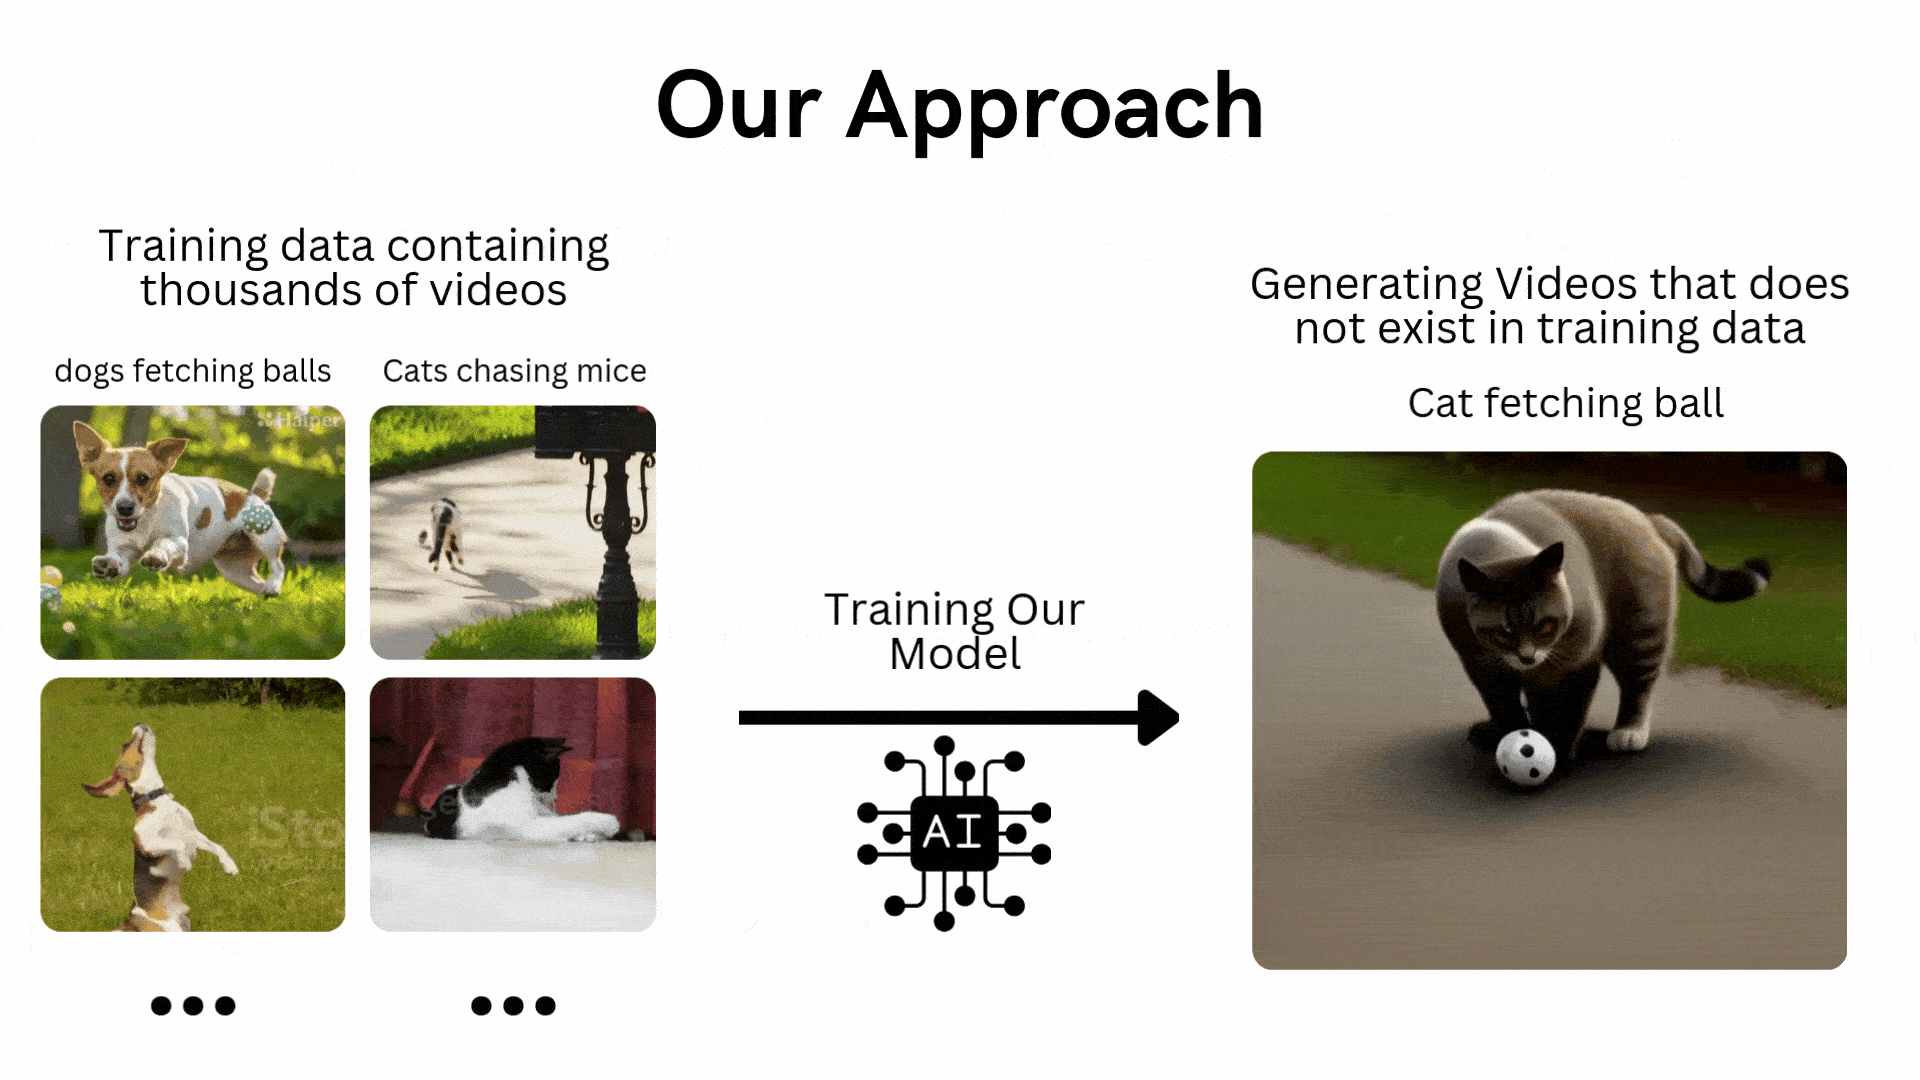 Our Approach
Training data containing
thousands of videos
dogs fetching balls
Cats chasing mice
Haiper
iSto
Training Our
Model
AI
Generating Videos that does
not exist in training data
Cat fetching ball